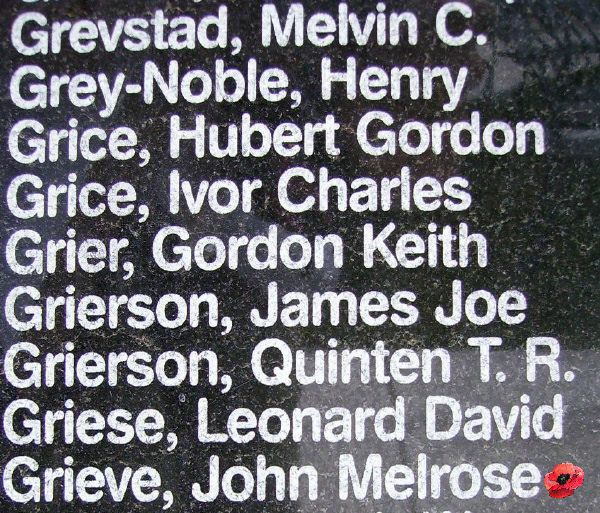 Grevstad, Melvin C.
Grey-Noble, Henry
Grice, Hubert Gordon
Grice, Ivor Charles
Grier, Gordon Keith
Grierson, James Joe
Grierson, Quinten T. R.
Griese, Leonard David
Grieve, John Melrose